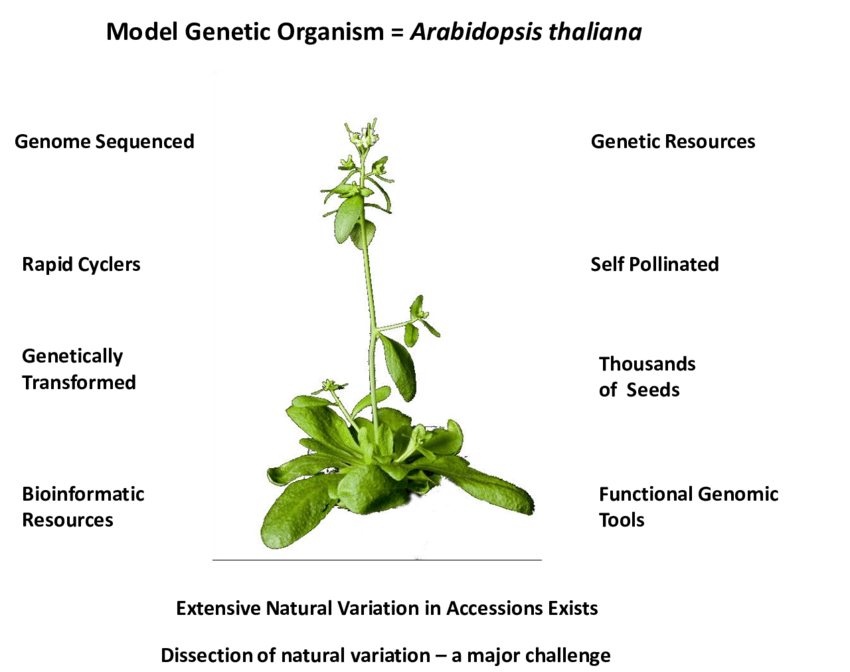 Model Genetic Organism = Arabidopsis thaliana
Genome Sequenced
Genetic Resources
Rapid Cyclers
Self Pollinated
Genetically
Transformed
Thousands
of Seeds
Bioinformatic
Resources
Functional Genomic
Tools
Extensive Natural Variation in Accessions Exists
Dissection of natural variation – a major challenge